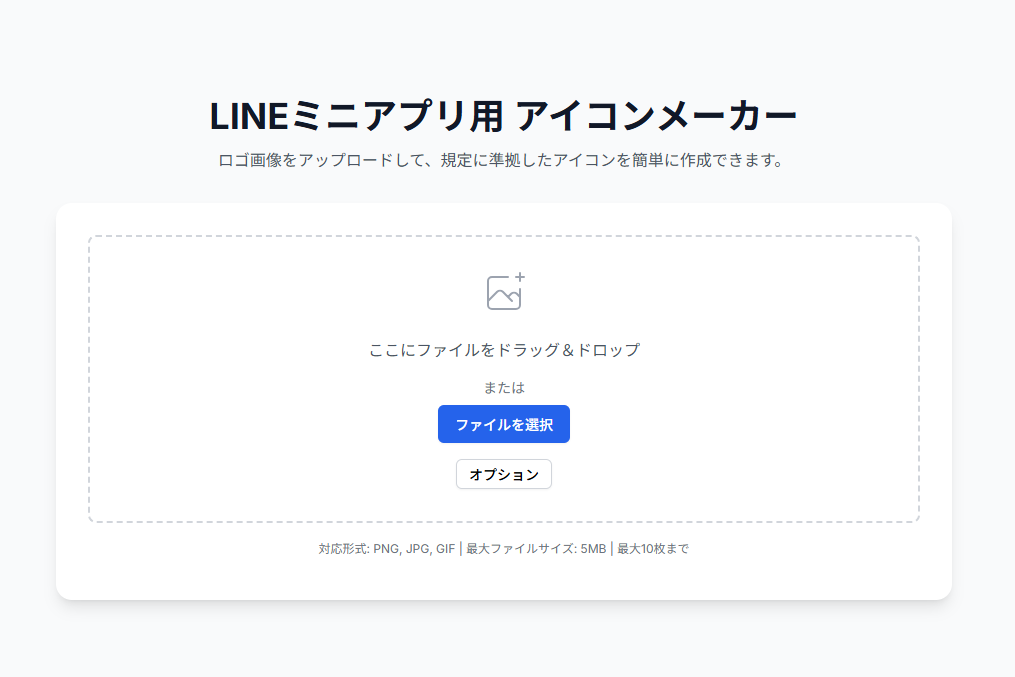 LINEミニアプリ用 アイコンメーカー
ロゴ画像をアップロードして、規定に準拠したアイコンを簡単に作成できます。
ここにファイルをドラッグ＆ドロップ
または
ファイルを選択
オプション
対応形式: PNG, JPG, GIF | 最大ファイルサイズ: 5MB | 最大10枚まで